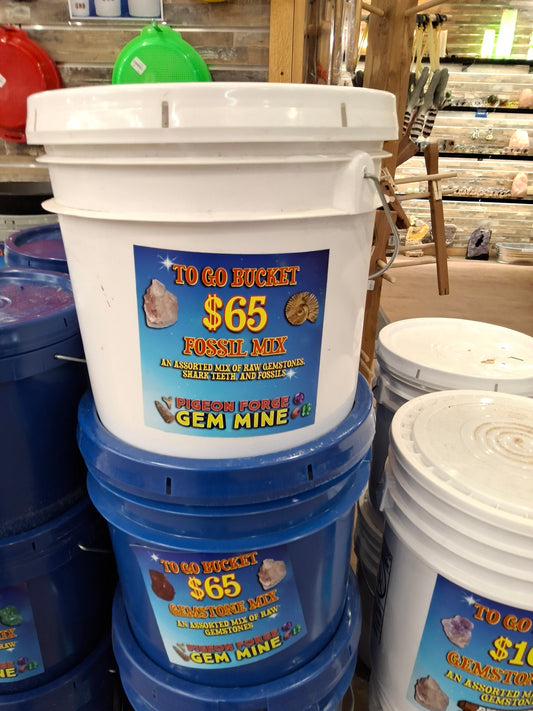 TO GO BUCKET
$65
FOSSIL MIX
AN ASSORTED MIX OF RAW GEMSTONES,
SHARK TEETH, AND FOSSILS
PIGEON FORGE
GEM MINE
TO GO BUCKET
$65
GEMSTONE MIX
AN ASSORTED MIX OF RAW
GEMSTONES
PIGEON FORGE
GEM MINE
TO GO
GEMSTO
AN ASSO